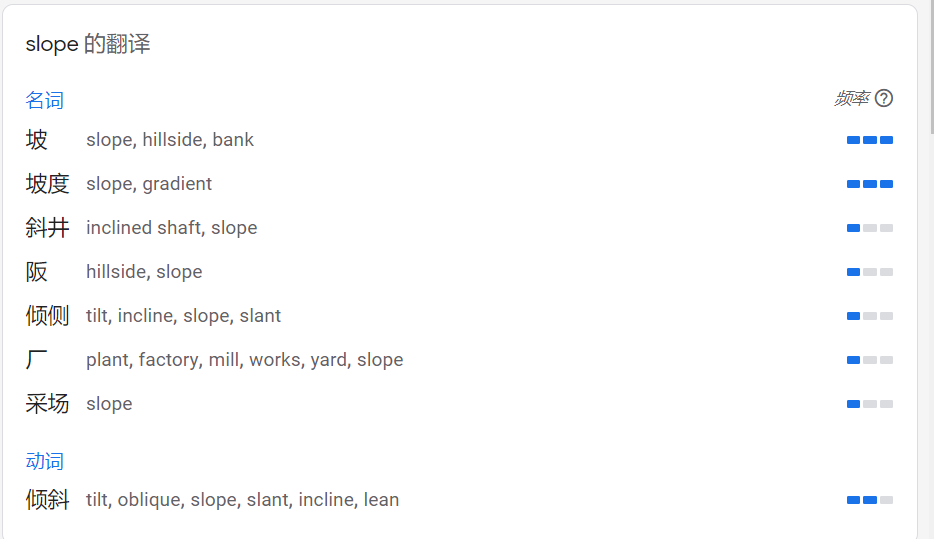 slope 的翻译
名词 频率
坡 slope, hillside, bank
坡度 slope, gradient
斜井 inclined shaft, slope
阪 hillside, slope
倾侧 tilt, incline, slope, slant
厂 plant, factory, mill, works, yard, slope
采场 slope
动词
倾斜 tilt, oblique, slope, slant, incline, lean